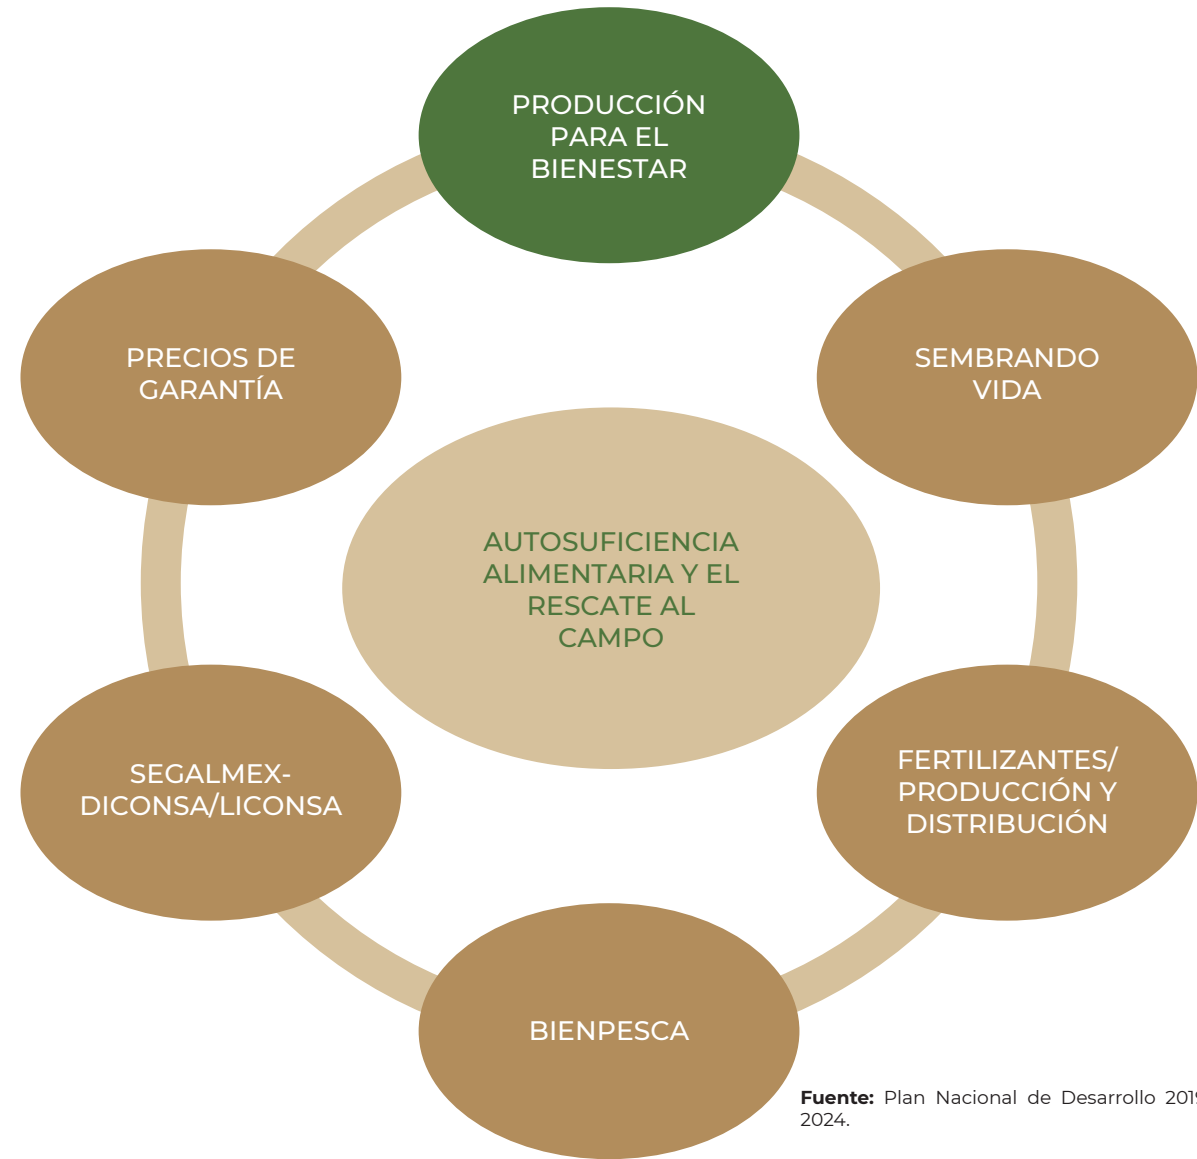 PRODUCCIÓN
PARA EL
BIENESTAR
PRECIOS DE
GARANTÍA
SEMBRANDO
VIDA
AUTOSUFICIENCIA
ALIMENTARIA Y EL
RESCATE AL
CAMPO
SEGALMEX-
DICONSA/LICONSA
FERTILIZANTES/
PRODUCCIÓN Y
DISTRIBUCIÓN
BIENPESCA
Fuente: Plan Nacional de Desarrollo 2019
2024.